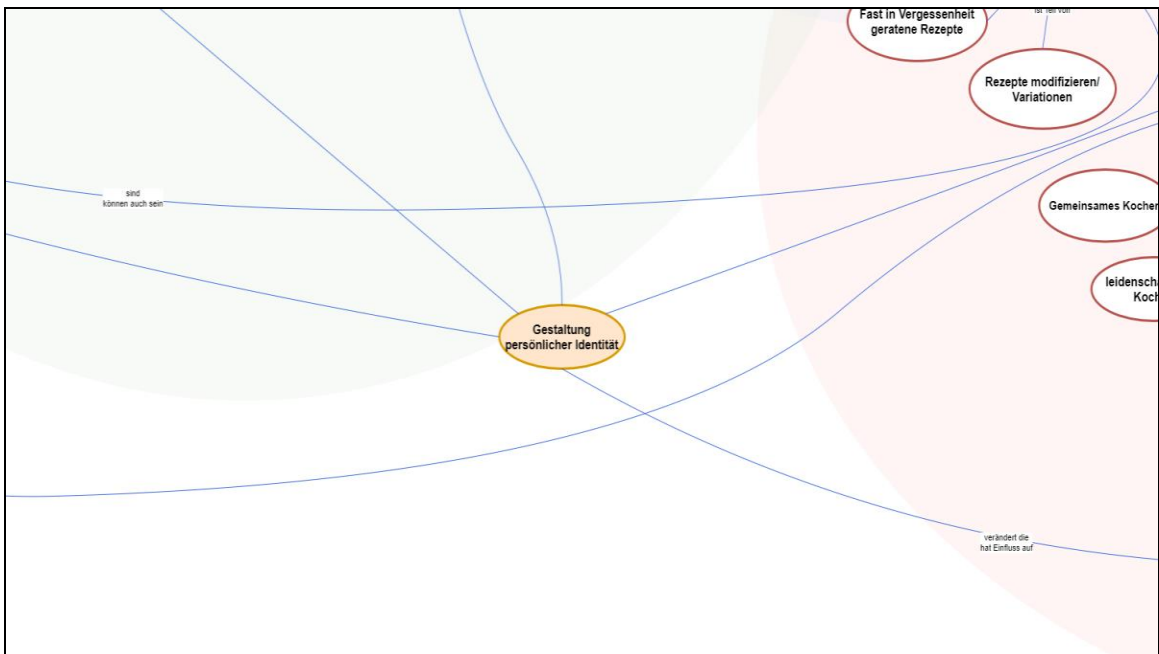 ist Teil von
Fast in Vergessenheit
geratene Rezepte
Rezepte modifizieren/
Variationen
sind
können auch sein
Gemeinsames Kochen
Gestaltung
persönlicher Identität
verändert die
hat Einfluss auf